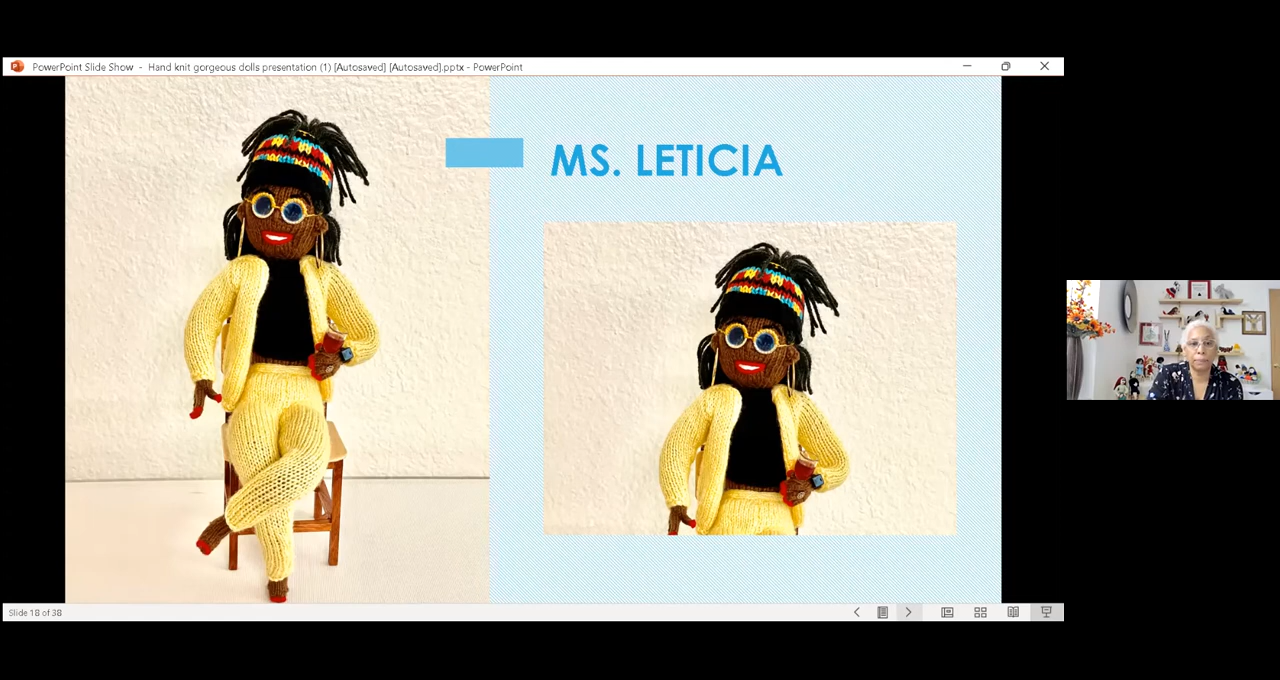 PowerPoint Slide Show - Hand knit gorgeous dolls presentation (1) [Autosaved] [Autosaved].pptx - PowerPoint
MS. LETICIA
Slide 18 of 38